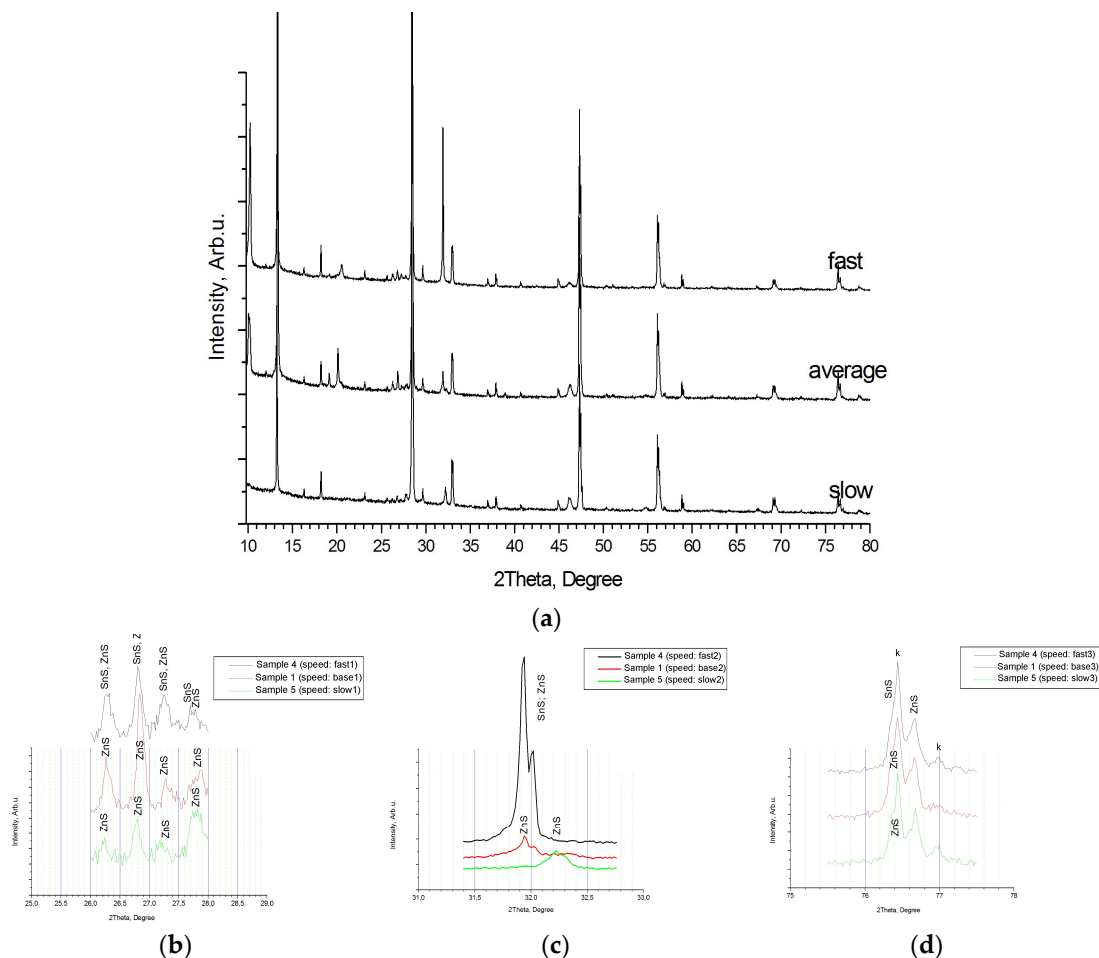 Intensity, Arb.u.
fast
average
slow
10 15 20 25 30 35 40 45 50 55 60 65 70 75 80
2Theta, Degree
(a)
SnS, ZnS
SnS, Z
SnS, ZnS
SnS
ZnS
ZnS
ZnS
ZnS
ZnS
ZnS
ZnS
ZnS
ZnS
Sample 4 (speed: fast1)
Sample 1 (speed: base1)
Sample 5 (speed: slow1)
Intensity, Arb.u.
25,0 25,5 26,0 26,5 27,0 27,5 28,0 28,5 29,0
2Theta, Degree
(b)
Sample 4 (speed: fast2)
Sample 1 (speed: base2)
Sample 5 (speed: slow2)
SnS; ZnS
ZnS
ZnS
Intensity, Arb.u.
31,0 31,5 32,0 32,5 33,0
2Theta, Degree
(c)
Sample 4 (speed: fast3)
Sample 1 (speed: base3)
Sample 5 (speed: slow3)
k
SnS
ZnS
k
ZnS
ZnS
Intensity, Arb.u.
75 76 77 78
2Theta, Degree
(d)